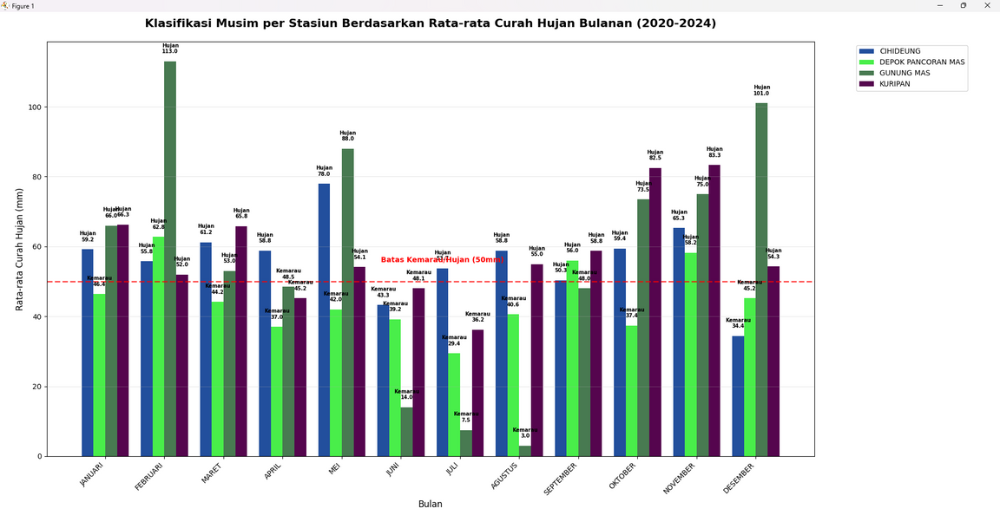 Figure 1
Klasifikasi Musim per Stasiun Berdasarkan Rata-rata Curah Hujan Bulanan (2020-2024)
CIHIDEUNG
DEPOK PANCORAN MAS
GUNUNG MAS
KURIPAN
Rata-rata Curah Hujan (mm)
100
80
60
40
20
0
Hujan
59.2
Kemarau
46.4
Hujan
66.0
Hujan
66.3
Hujan
55.8
Hujan
62.8
Hujan
113.0
Hujan
52.0
Hujan
61.2
Kemarau
44.2
Hujan
53.0
Hujan
65.8
Hujan
58.8
Kemarau
37.0
Kemarau
48.5
Kemarau
45.2
Hujan
78.0
Kemarau
42.0
Hujan
88.0
Hujan
54.1
Kemarau
43.3
Kemarau
39.2
Kemarau
14.0
Kemarau
48.1
Hujan
53.7
Kemarau
29.4
Kemarau
7.5
Kemarau
36.2
Hujan
58.8
Kemarau
40.6
Kemarau
3.0
Hujan
55.0
Hujan
50.3
Hujan
56.0
Kemarau
48.0
Hujan
58.8
Hujan
59.4
Kemarau
37.4
Hujan
73.5
Hujan
82.5
Hujan
65.3
Hujan
58.2
Hujan
75.0
Hujan
83.3
Kemarau
34.4
Kemarau
45.2
Hujan
101.0
Hujan
54.3
Batas Kemarau/Hujan (50mm)
JANUARI
FEBRUARI
MARET
APRIL
MEI
JUNI
JULI
AGUSTUS
SEPTEMBER
OKTOBER
NOVEMBER
DESEMBER
Bulan